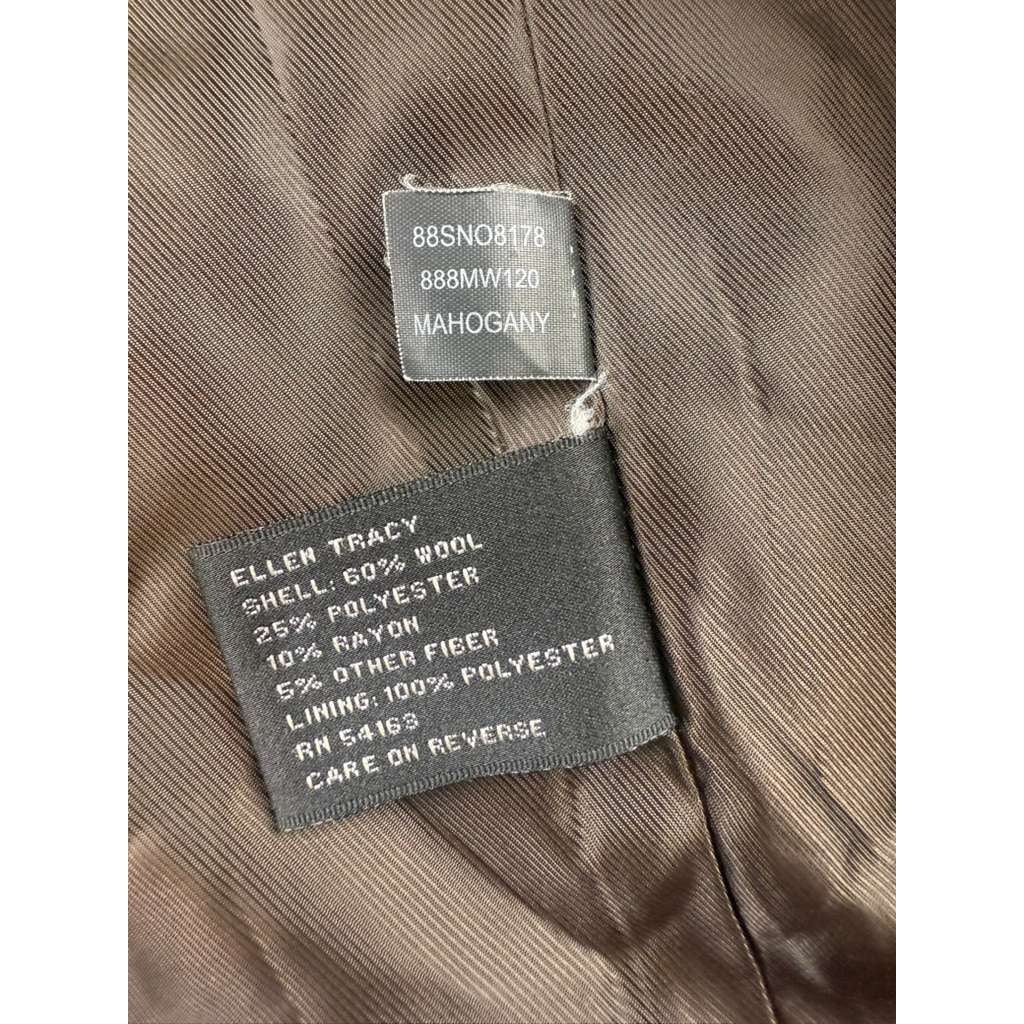 88SNO8178
888MW120
MAHOGANY
ELLEN TRACY
SHELL: 60% WOOL
25% POLYESTER
10% RAYON
5% OTHER FIBER
LINING: 100% POLYESTER
RN 54163
CARE ON REVERSE